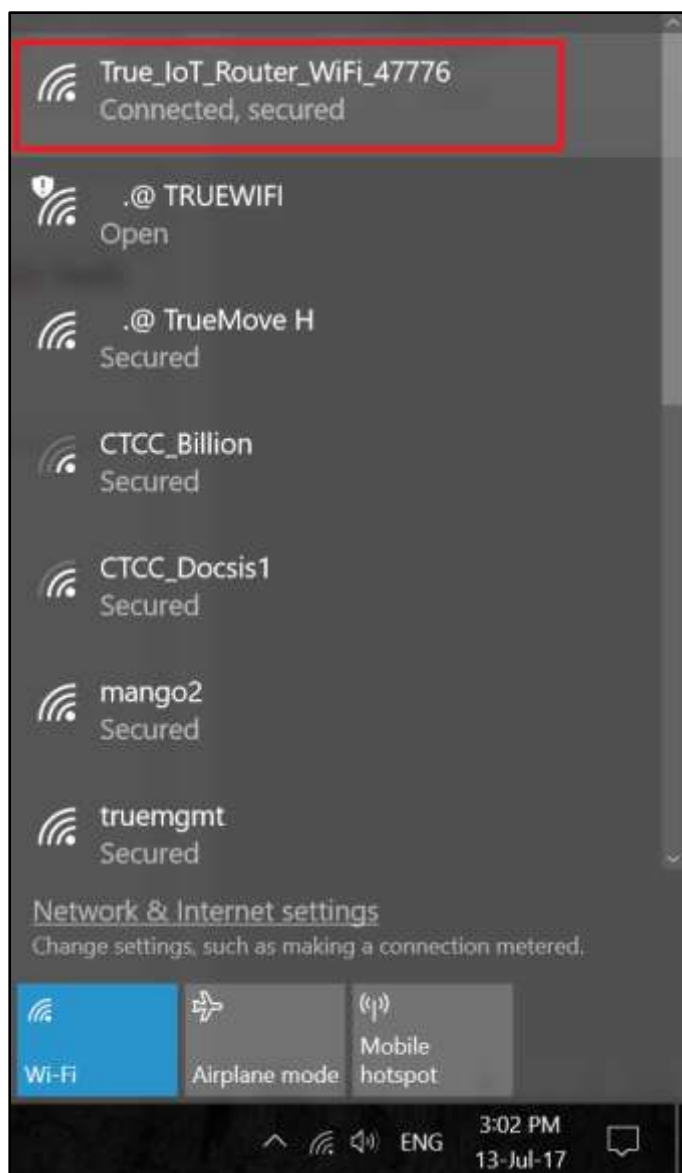 True_IoT_Router_WiFi_47776
Connected, secured
.@ TRUEWIFI
Open
.@ TrueMove H
Secured
CTCC_Billion
Secured
CTCC_Docsis1
Secured
mango2
Secured
truemgmt
Secured
Network & Internet settings
Change settings, such as making a connection metered.
Wi-Fi
Airplane mode
Mobile
hotspot
ENG
3:02 PM
13-Jul-17